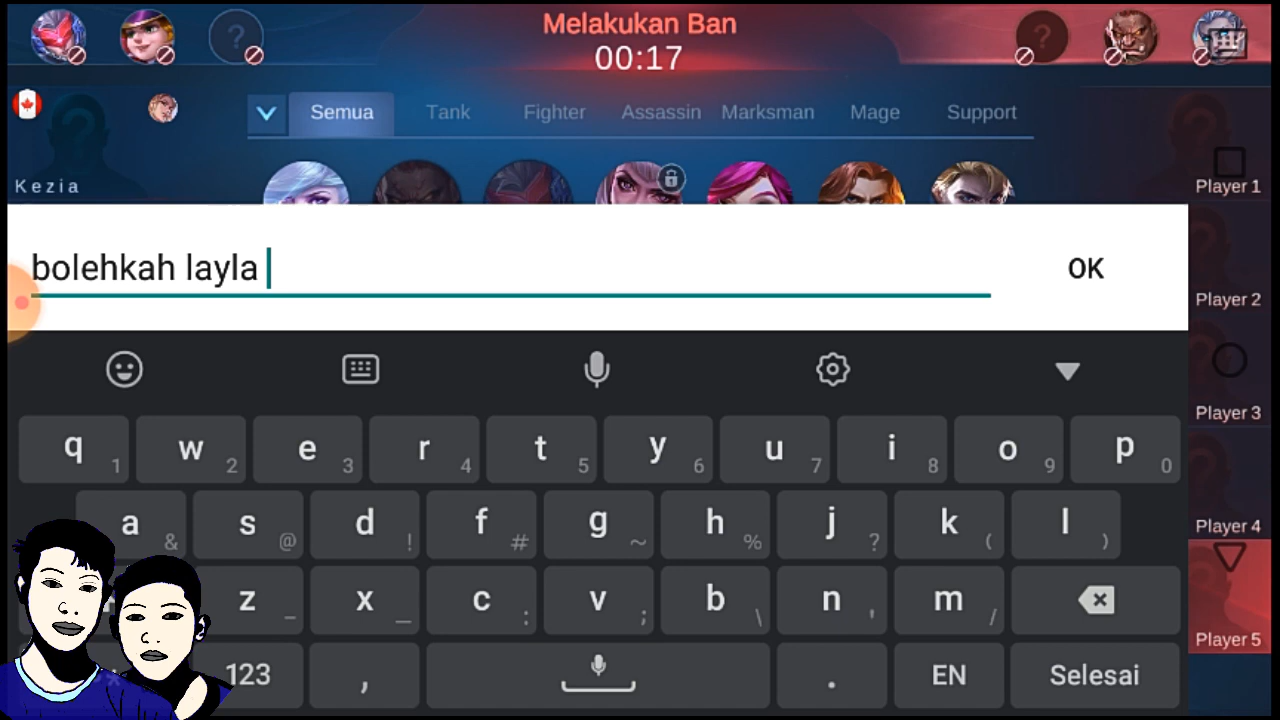 Melakukan Ban
00:17
Semua Tank Fighter Assassin Marksman Mage Support
Kezia
Player 1
bolehkah layla
OK
Player 2
Player 3
q 1 w 2 e 3 r 4 t 5 y 6 u 7 i 8 o 9 p 0
a & s @ d ! f # g ~ h % j ? k ( l )
Player 4
z - x _ c : v ; b \ n ' m /
Player 5
123 , . EN Selesai